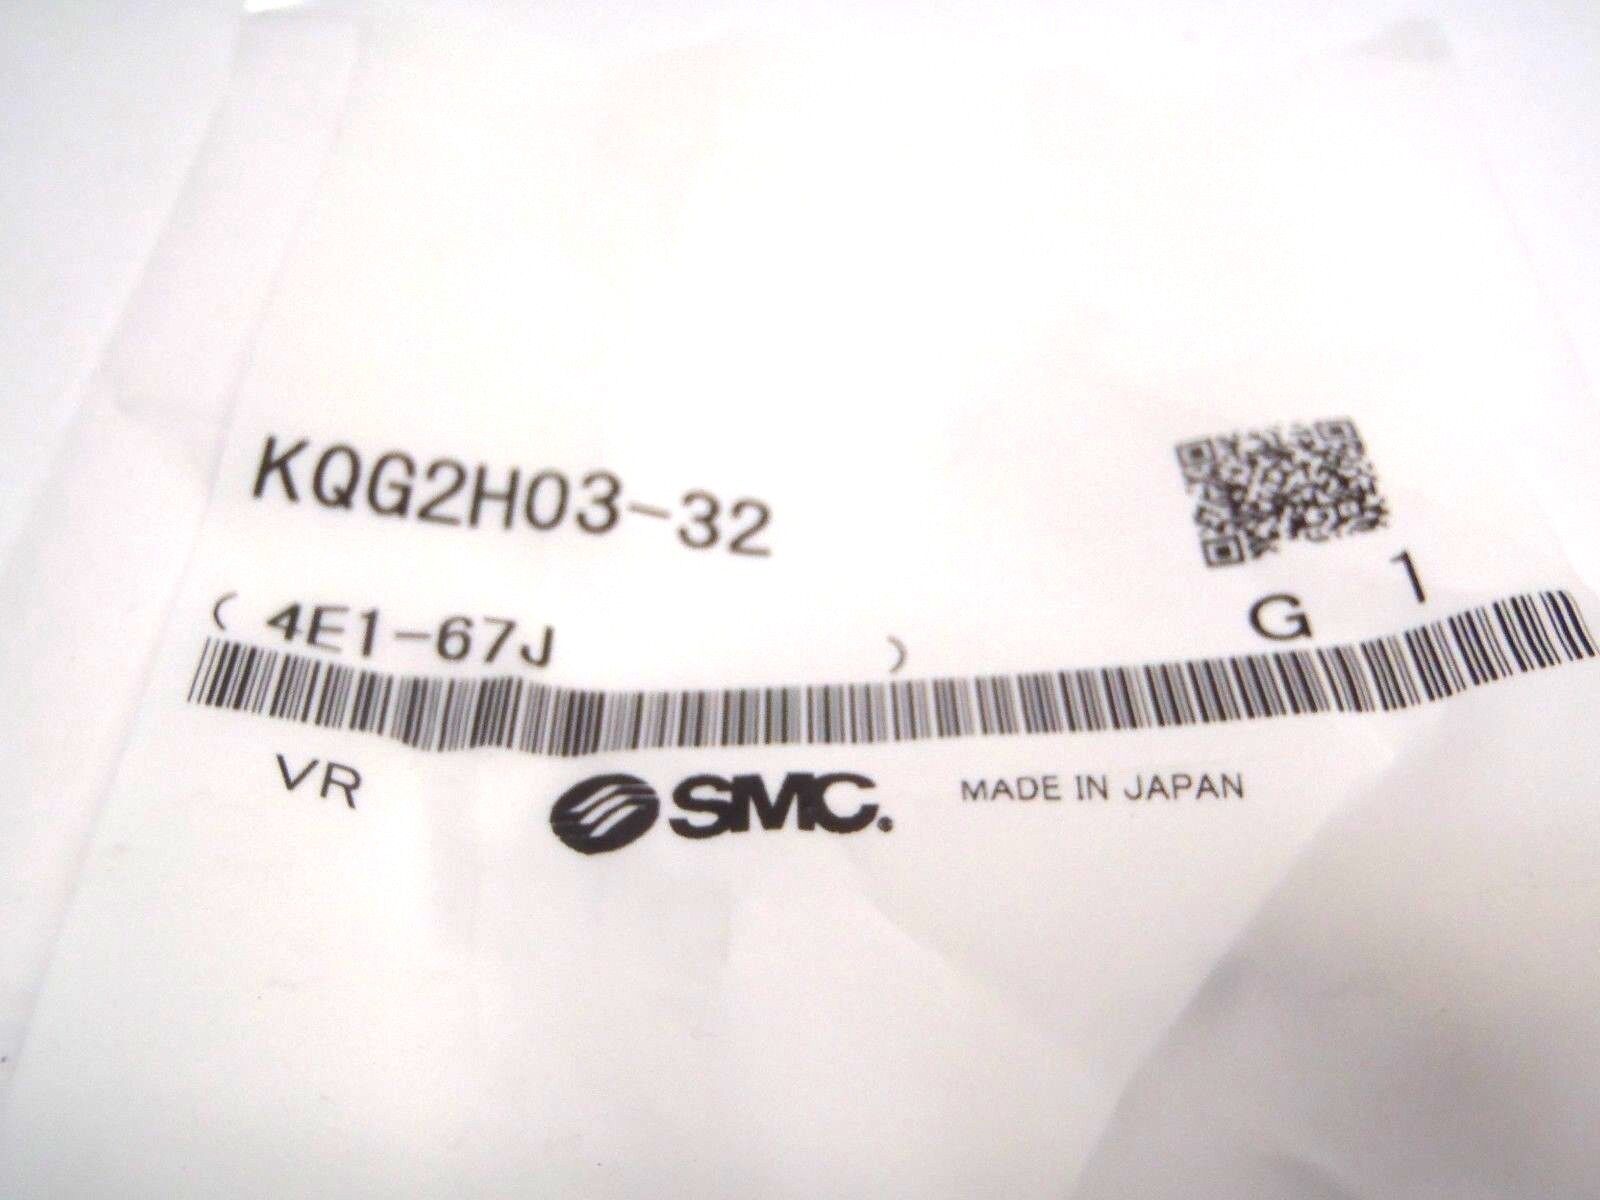 KQG2H03-32
G 1
( 4E1-67J )
VR SMC. MADE IN JAPAN